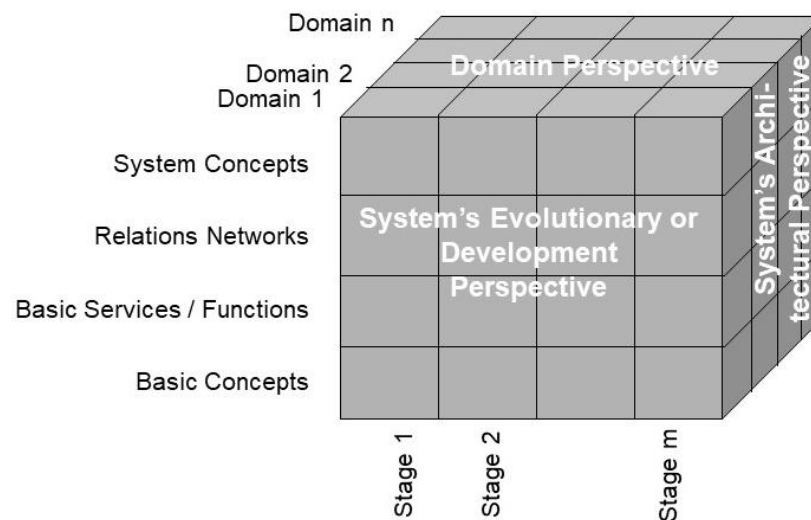 Domain n
Domain 2
Domain 1
Domain Perspective
System's Archi-
tectural Perspective
System Concepts
Relations Networks
Basic Services / Functions
Basic Concepts
System’s Evolutionary or
Development
Perspective
Stage 1
Stage 2
Stage m